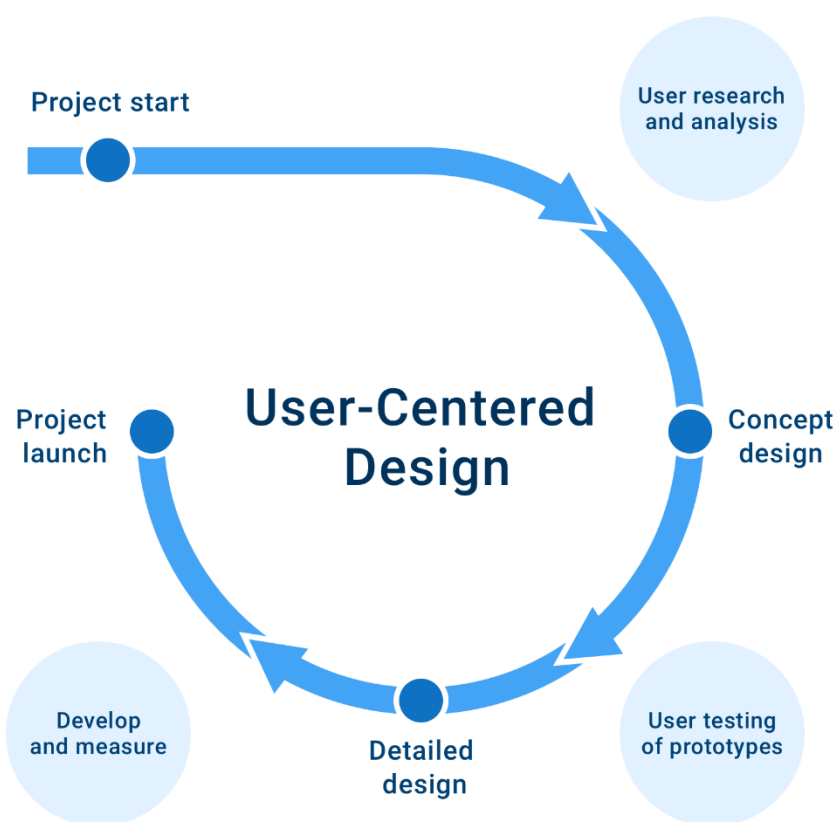 Project start
User research
and analysis
User-Centered
Design
Project
launch
Concept
design
Develop
and measure
Detailed
design
User testing
of prototypes